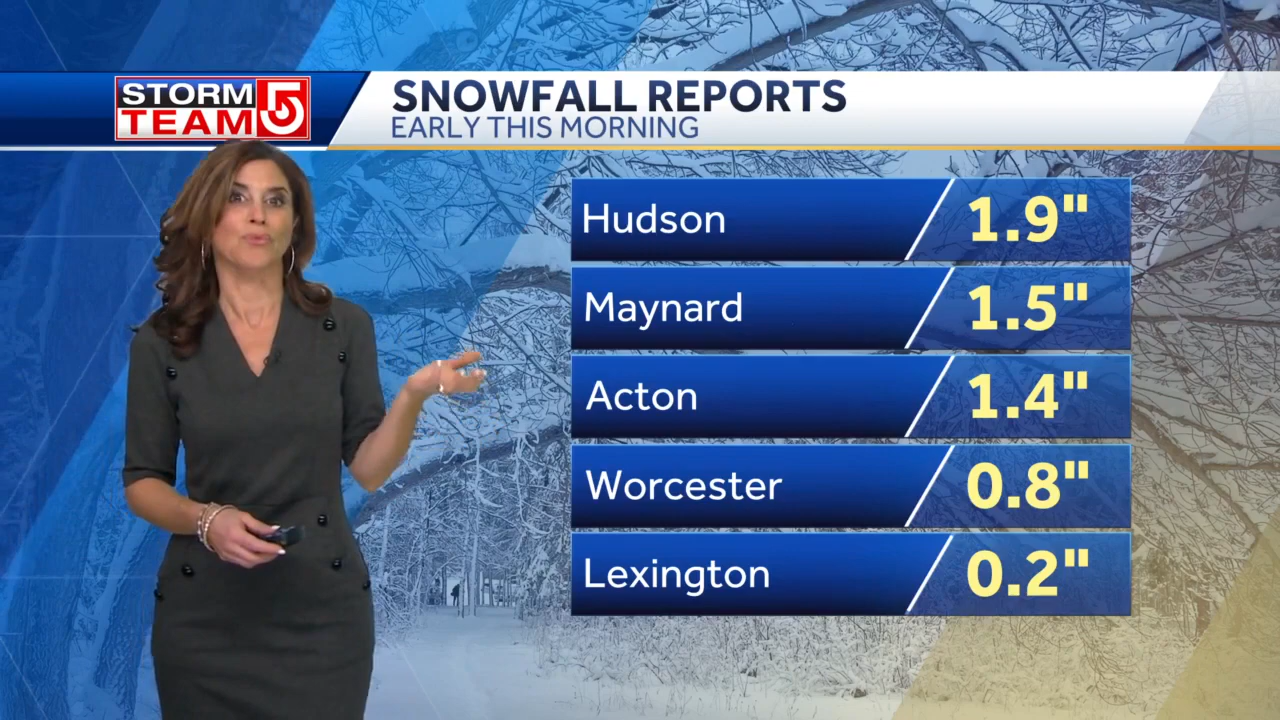 STORM
TEAM 5
SNOWFALL REPORTS
EARLY THIS MORNING
Hudson 1.9"
Maynard 1.5"
Acton 1.4"
Worcester 0.8"
Lexington 0.2"